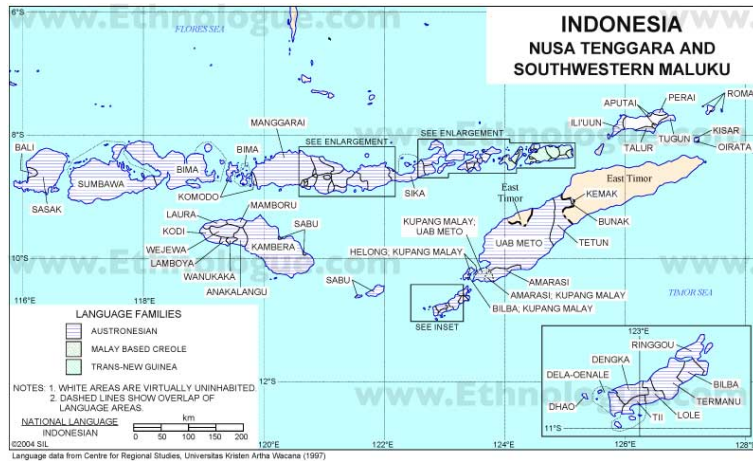 www.Ethnologue.com
www.Ethnologue.com
INDONESIA
NUSA TENGGARA AND
SOUTHWESTERN MALUKU
6°S
FLORES SEA
PERAI
ROMA
APUTAI
ILI'UUN
KISAR
OIRATA
TUGUN
TALUR
MANGGARAI
SEE ENLARGEMENT
SEE ENLARGEMENT
www.Ethnologue.com
8°S
BALI
BIMA
BIMA
SUMBAWA
SASAK
KOMODO
SIKA
East
Timor
East Timor
KEMAK
BUNAK
TETUN
MAMBORU
LAURA
KODI
WEJEWA
LAMBOYA
WANUKAKA
ANAKALANGU
SABU
KAMBERA
KUPANG MALAY;
UAB METO
UAB METO
HELONG; KUPANG MALAY
www.Ethnologue.com
10°S
SABU
AMARASI
AMARASI; KUPANG MALAY
BILBA; KUPANG MALAY
SEE INSET
TIMOR SEA
116°E
118°E
LANGUAGE FAMILIES
AUSTRONESIAN
MALAY BASED CREOLE
TRANS-NEW GUINEA
NOTES: 1. WHITE AREAS ARE VIRTUALLY UNINHABITED
2. DASHED LINES SHOW OVERLAP OF
LANGUAGE AREAS.
NATIONAL LANGUAGE
INDONESIAN
km
0 50 100 150 200
12°S
123°E
RINGGOU
DENGKA
DELA-OENALE
BILBA
TERMANU
DHAO
LOLE
TII
11°S
©2004 SIL
120°E
122°E
124°E
126°E
128°E
Language data from Centre for Regional Studies, Universitas Kristen Artha Wacana (1997)